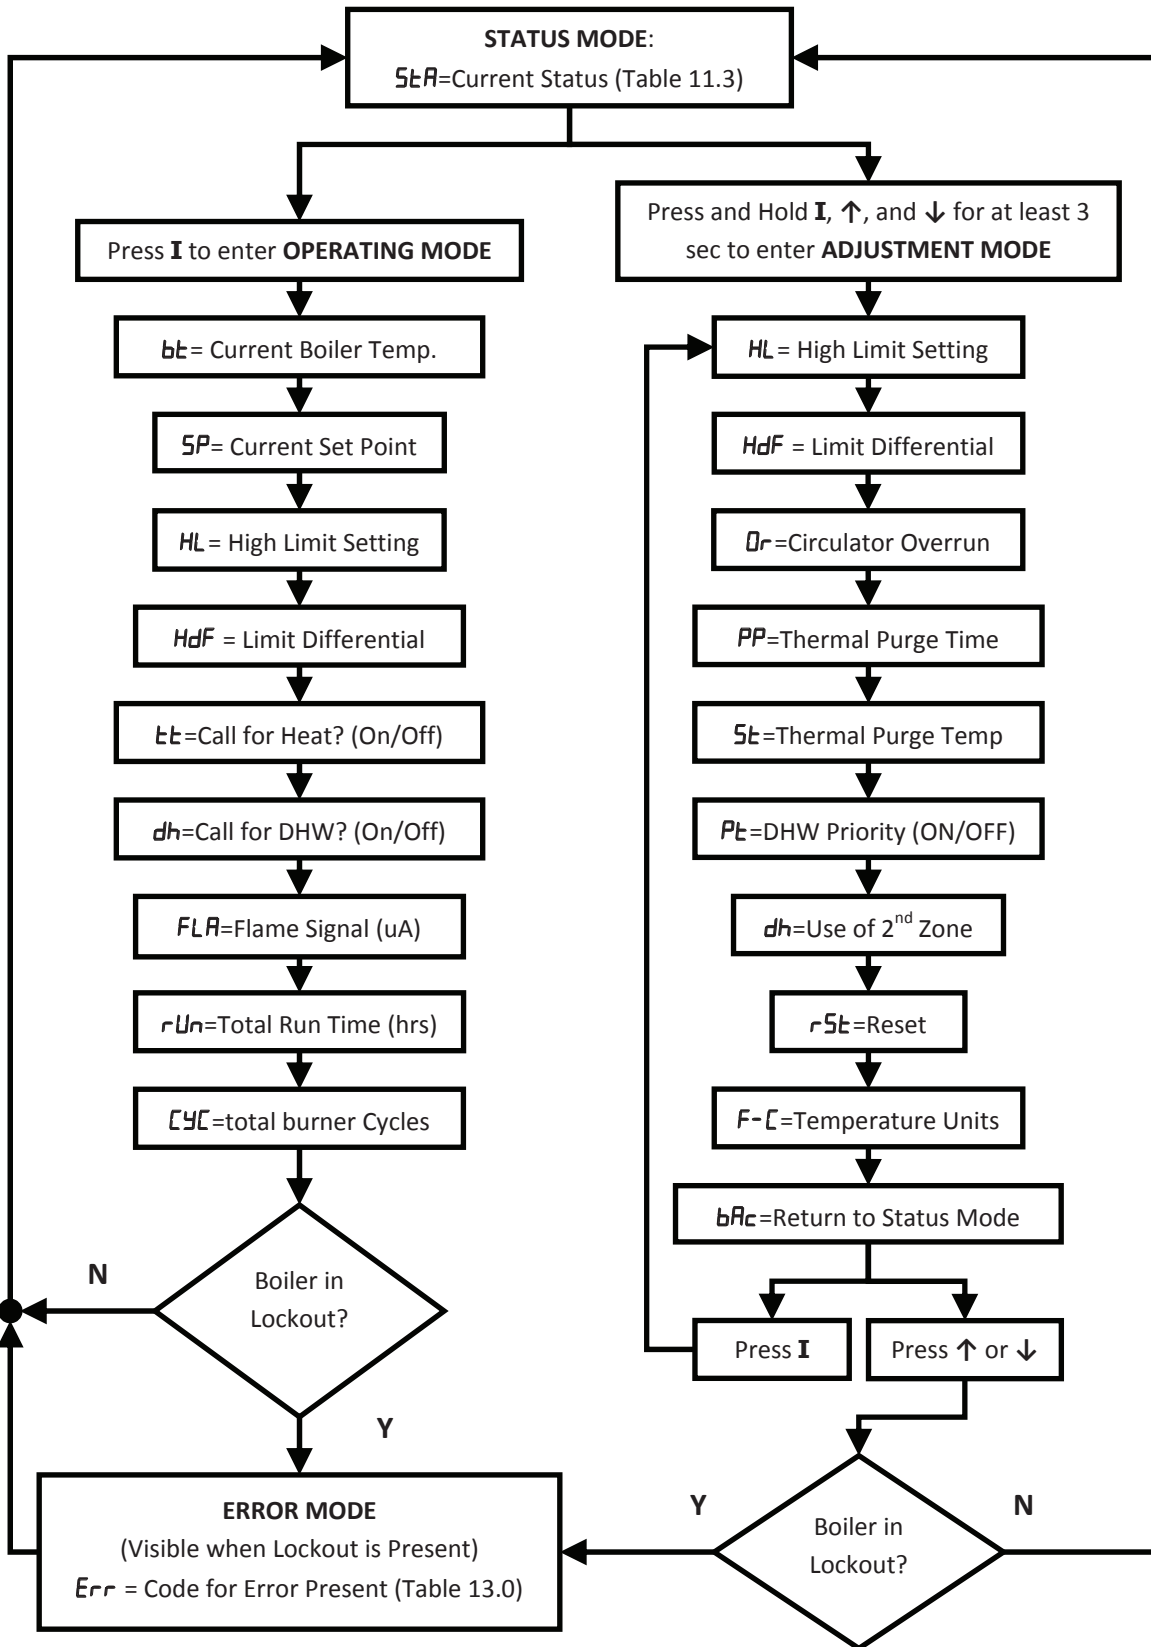 STATUS MODE:
StA=Current Status (Table 11.3)
Press I to enter OPERATING MODE
bt= Current Boiler Temp.
SP= Current Set Point
HL= High Limit Setting
HdF = Limit Differential
tt=Call for Heat? (On/Off)
dh=Call for DHW? (On/Off)
FLA=Flame Signal (uA)
rUn=Total Run Time (hrs)
CYC=total burner Cycles
Boiler in
Lockout?
N
Y
ERROR MODE
(Visible when Lockout is Present)
Err = Code for Error Present (Table 13.0)
Press and Hold I, ↑, and ↓ for at least 3
sec to enter ADJUSTMENT MODE
HL= High Limit Setting
HdF = Limit Differential
Or=Circulator Overrun
PP=Thermal Purge Time
St=Thermal Purge Temp
Pt=DHW Priority (ON/OFF)
dh=Use of 2nd Zone
rSt=Reset
F-C=Temperature Units
bAc=Return to Status Mode
Press I
Press ↑ or ↓
Boiler in
Lockout?
Y
N